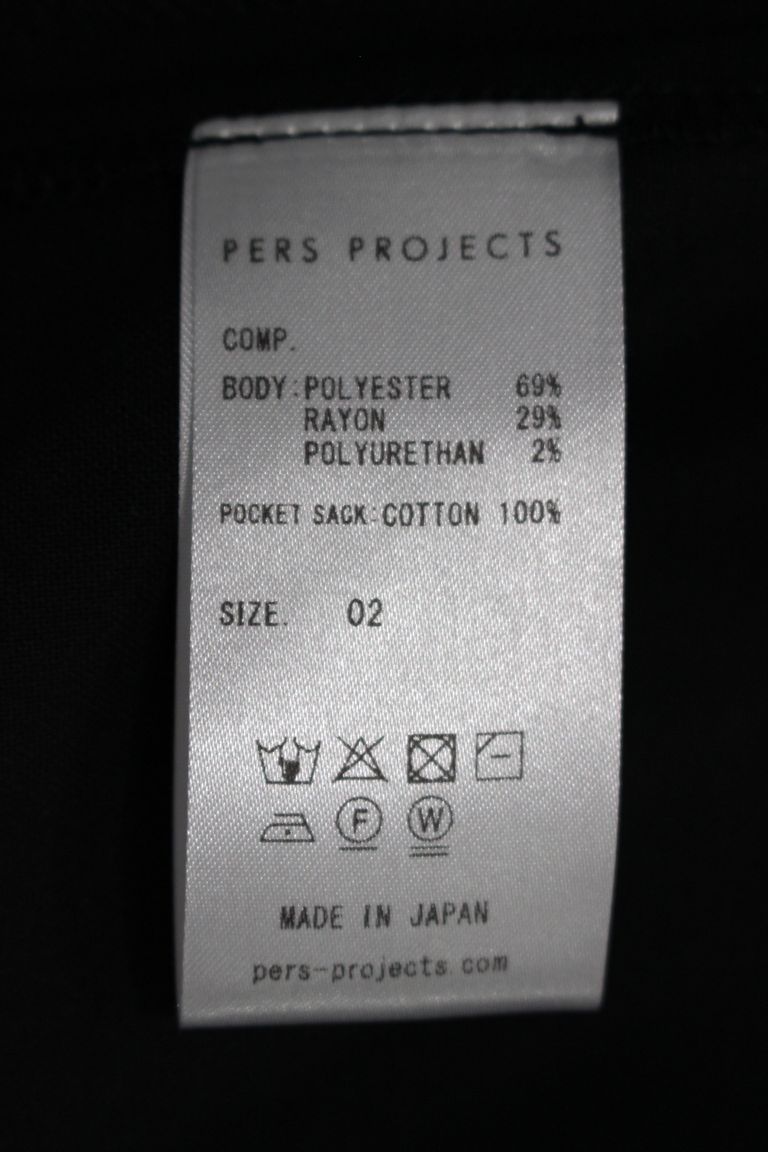 PERS PROJECTS
COMP.
BODY:POLYESTER 69%
RAYON 29%
POLYURETHAN 2%
POCKET SACK:COTTON 100%
SIZE. 02
F W
MADE IN JAPAN
pers-projects.com